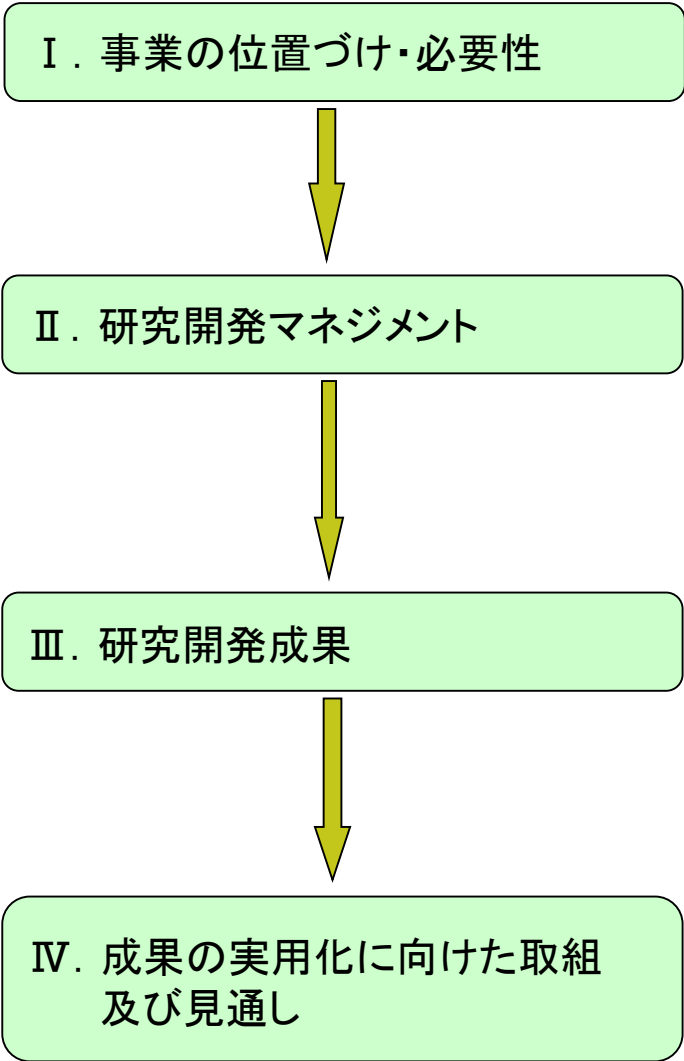 Ⅰ．事業の位置づけ・必要性
Ⅱ．研究開発マネジメント
Ⅲ．研究開発成果
Ⅳ．成果の実用化に向けた取組
及び見通し